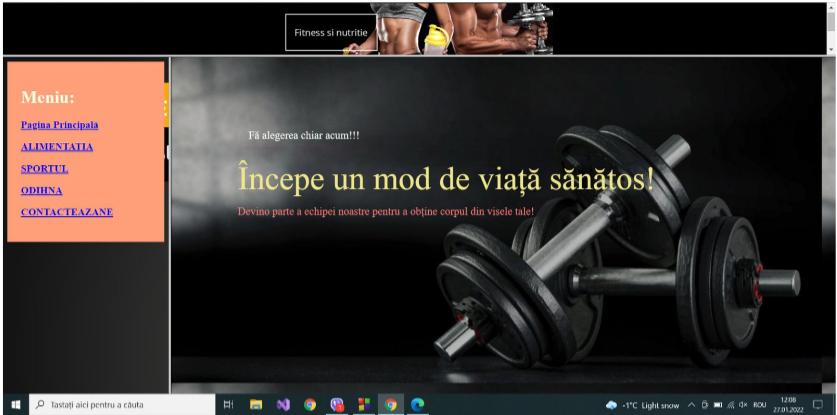 Fitness si nutritie
Meniu:
Pagina Principală
ALIMENTATIA
SPORTUL
ODIHNA
CONTACTEAZANE
Fă alegerea chiar acum!!!
Începe un mod de viață sănătos!
Devino parte a echipei noastre pentru a obține corpul din visele tale!
Tastați aici pentru a căuta
-1°C Light snow
ROU
12:08
27.01.2022